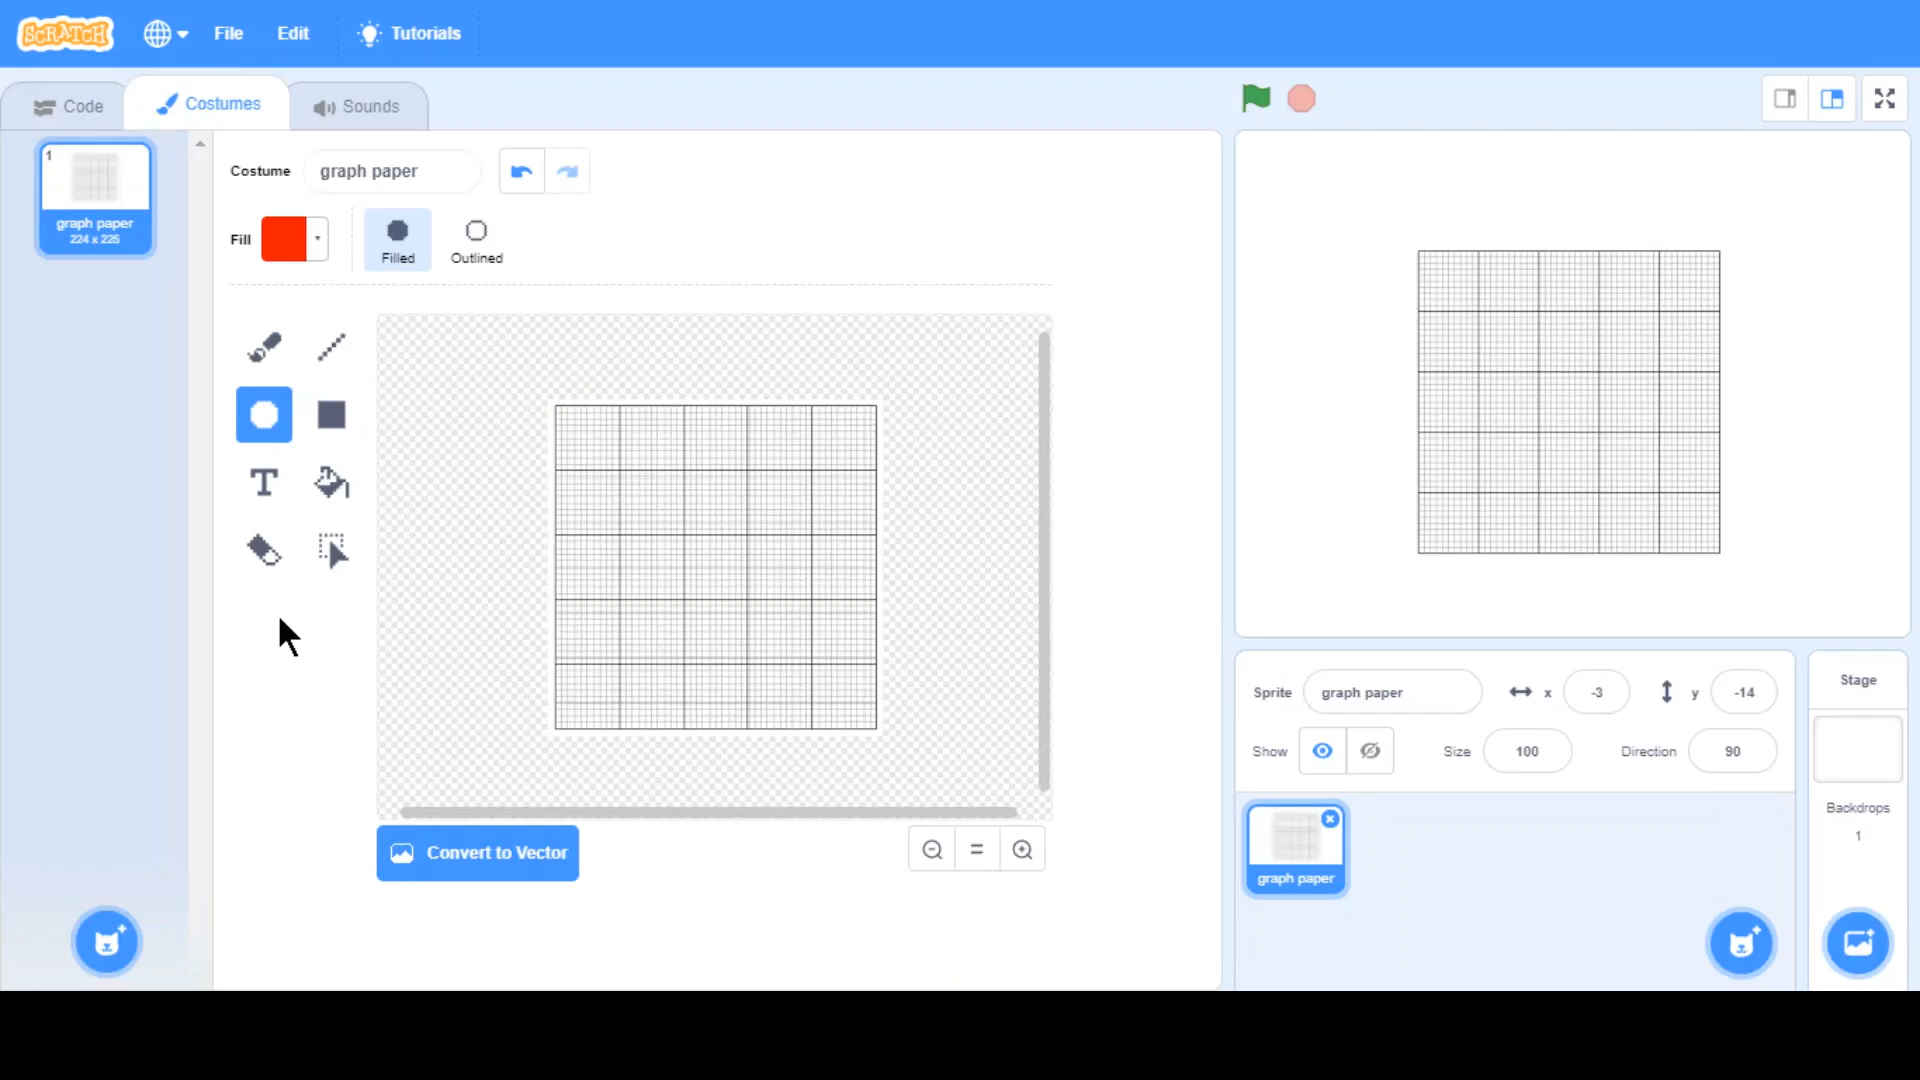 SCRATCH File Edit Tutorials
Code Costumes Sounds
1
graph paper
224 x 225
Costume graph paper
Fill Filled Outlined
T
Convert to Vector
=
Sprite graph paper x -3 y -14
Show Size 100 Direction 90
graph paper
Stage
Backdrops
1